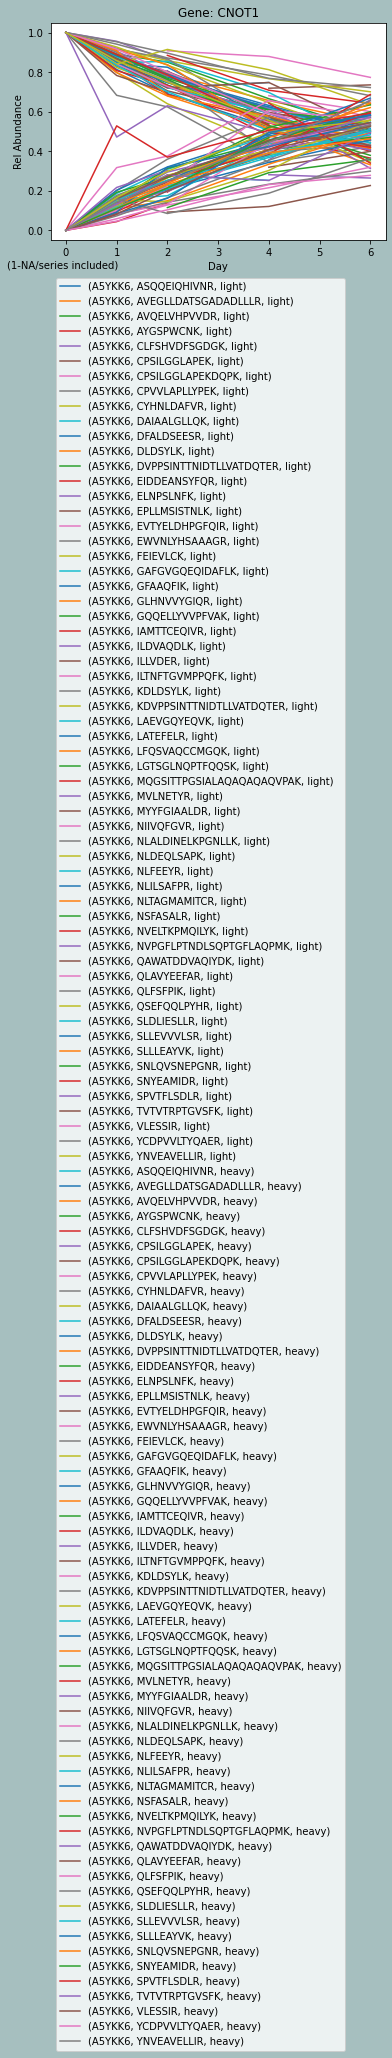 Gene: CNOT1
1.0
0.8
0.6
0.4
0.2
0.0
Rel Abundance
0 1 2 3 4 5 6
(1-NA/series included)
Day
(A5YKK6, ASQQEIQHIVNR, light)
(A5YKK6, AVEGLLDATSGADADLLLR, light)
(A5YKK6, AVQELVHPVVDR, light)
(A5YKK6, AYGSPWCNK, light)
(A5YKK6, CLFSHVDFSGDGK, light)
(A5YKK6, CPSILGGLAPEK, light)
(A5YKK6, CPSILGGLAPEKDQPK, light)
(A5YKK6, CPVVLAPLLYPEK, light)
(A5YKK6, CYHNLDAFVR, light)
(A5YKK6, DAIAALGLLQK, light)
(A5YKK6, DFALDSEESR, light)
(A5YKK6, DLDSYLK, light)
(A5YKK6, DVPPSINTTNIDTLLVATDQTER, light)
(A5YKK6, EIDDEANSYFQR, light)
(A5YKK6, ELNPSLNFK, light)
(A5YKK6, EPLLMSISTNLK, light)
(A5YKK6, EVTYELDHPGFQIR, light)
(A5YKK6, EWVNLYHSAAAGR, light)
(A5YKK6, FEIEVLCK, light)
(A5YKK6, GAFGVGQEQIDAFLK, light)
(A5YKK6, GFAAQFIK, light)
(A5YKK6, GLHNVVYGIQR, light)
(A5YKK6, GQQELLYVVPFVAK, light)
(A5YKK6, IAMTTCEQIVR, light)
(A5YKK6, ILDVAQDLK, light)
(A5YKK6, ILLVDER, light)
(A5YKK6, ILTNFTGVMPPQFK, light)
(A5YKK6, KDLDSYLK, light)
(A5YKK6, KDVPPSINTTNIDTLLVATDQTER, light)
(A5YKK6, LAEVGQYEQVK, light)
(A5YKK6, LATEFELR, light)
(A5YKK6, LFQSVAQCCMGQK, light)
(A5YKK6, LGTSGLNQPTFQQSK, light)
(A5YKK6, MQGSITTPGSIALAQAQAQAQVPAK, light)
(A5YKK6, MVLNETYR, light)
(A5YKK6, MYYFGIAALDR, light)
(A5YKK6, NIIVQFGVR, light)
(A5YKK6, NLALDINELKPGNLLK, light)
(A5YKK6, NLDEQLSAPK, light)
(A5YKK6, NLFEEYR, light)
(A5YKK6, NLILSAFPR, light)
(A5YKK6, NLTAGMAMITCR, light)
(A5YKK6, NSFASALR, light)
(A5YKK6, NVELTKPMQILYK, light)
(A5YKK6, NVPGFLPTNDLSQPTGFLAQPMK, light)
(A5YKK6, QAWATDDVAQIYDK, light)
(A5YKK6, QLAVYEEFAR, light)
(A5YKK6, QLFSFPIK, light)
(A5YKK6, QSEFQQLPYHR, light)
(A5YKK6, SLDLIESLLR, light)
(A5YKK6, SLLEVVVLSR, light)
(A5YKK6, SLLLEAYVK, light)
(A5YKK6, SNLQVSNEPGNR, light)
(A5YKK6, SNYEAMIDR, light)
(A5YKK6, SPVTFLSDLR, light)
(A5YKK6, TVTVTRPTGVSFK, light)
(A5YKK6, VLESSIR, light)
(A5YKK6, YCDPVVLTYQAER, light)
(A5YKK6, YNVEAVELLIR, light)
(A5YKK6, ASQQEIQHIVNR, heavy)
(A5YKK6, AVEGLLDATSGADADLLLR, heavy)
(A5YKK6, AVQELVHPVVDR, heavy)
(A5YKK6, AYGSPWCNK, heavy)
(A5YKK6, CLFSHVDFSGDGK, heavy)
(A5YKK6, CPSILGGLAPEK, heavy)
(A5YKK6, CPSILGGLAPEKDQPK, heavy)
(A5YKK6, CPVVLAPLLYPEK, heavy)
(A5YKK6, CYHNLDAFVR, heavy)
(A5YKK6, DAIAALGLLQK, heavy)
(A5YKK6, DFALDSEESR, heavy)
(A5YKK6, DLDSYLK, heavy)
(A5YKK6, DVPPSINTTNIDTLLVATDQTER, heavy)
(A5YKK6, EIDDEANSYFQR, heavy)
(A5YKK6, ELNPSLNFK, heavy)
(A5YKK6, EPLLMSISTNLK, heavy)
(A5YKK6, EVTYELDHPGFQIR, heavy)
(A5YKK6, EWVNLYHSAAAGR, heavy)
(A5YKK6, FEIEVLCK, heavy)
(A5YKK6, GAFGVGQEQIDAFLK, heavy)
(A5YKK6, GFAAQFIK, heavy)
(A5YKK6, GLHNVVYGIQR, heavy)
(A5YKK6, GQQELLYVVPFVAK, heavy)
(A5YKK6, IAMTTCEQIVR, heavy)
(A5YKK6, ILDVAQDLK, heavy)
(A5YKK6, ILLVDER, heavy)
(A5YKK6, ILTNFTGVMPPQFK, heavy)
(A5YKK6, KDLDSYLK, heavy)
(A5YKK6, KDVPPSINTTNIDTLLVATDQTER, heavy)
(A5YKK6, LAEVGQYEQVK, heavy)
(A5YKK6, LATEFELR, heavy)
(A5YKK6, LFQSVAQCCMGQK, heavy)
(A5YKK6, LGTSGLNQPTFQQSK, heavy)
(A5YKK6, MQGSITTPGSIALAQAQAQAQVPAK, heavy)
(A5YKK6, MVLNETYR, heavy)
(A5YKK6, MYYFGIAALDR, heavy)
(A5YKK6, NIIVQFGVR, heavy)
(A5YKK6, NLALDINELKPGNLLK, heavy)
(A5YKK6, NLDEQLSAPK, heavy)
(A5YKK6, NLFEEYR, heavy)
(A5YKK6, NLILSAFPR, heavy)
(A5YKK6, NLTAGMAMITCR, heavy)
(A5YKK6, NSFASALR, heavy)
(A5YKK6, NVELTKPMQILYK, heavy)
(A5YKK6, NVPGFLPTNDLSQPTGFLAQPMK, heavy)
(A5YKK6, QAWATDDVAQIYDK, heavy)
(A5YKK6, QLAVYEEFAR, heavy)
(A5YKK6, QLFSFPIK, heavy)
(A5YKK6, QSEFQQLPYHR, heavy)
(A5YKK6, SLDLIESLLR, heavy)
(A5YKK6, SLLEVVVLSR, heavy)
(A5YKK6, SLLLEAYVK, heavy)
(A5YKK6, SNLQVSNEPGNR, heavy)
(A5YKK6, SNYEAMIDR, heavy)
(A5YKK6, SPVTFLSDLR, heavy)
(A5YKK6, TVTVTRPTGVSFK, heavy)
(A5YKK6, VLESSIR, heavy)
(A5YKK6, YCDPVVLTYQAER, heavy)
(A5YKK6, YNVEAVELLIR, heavy)